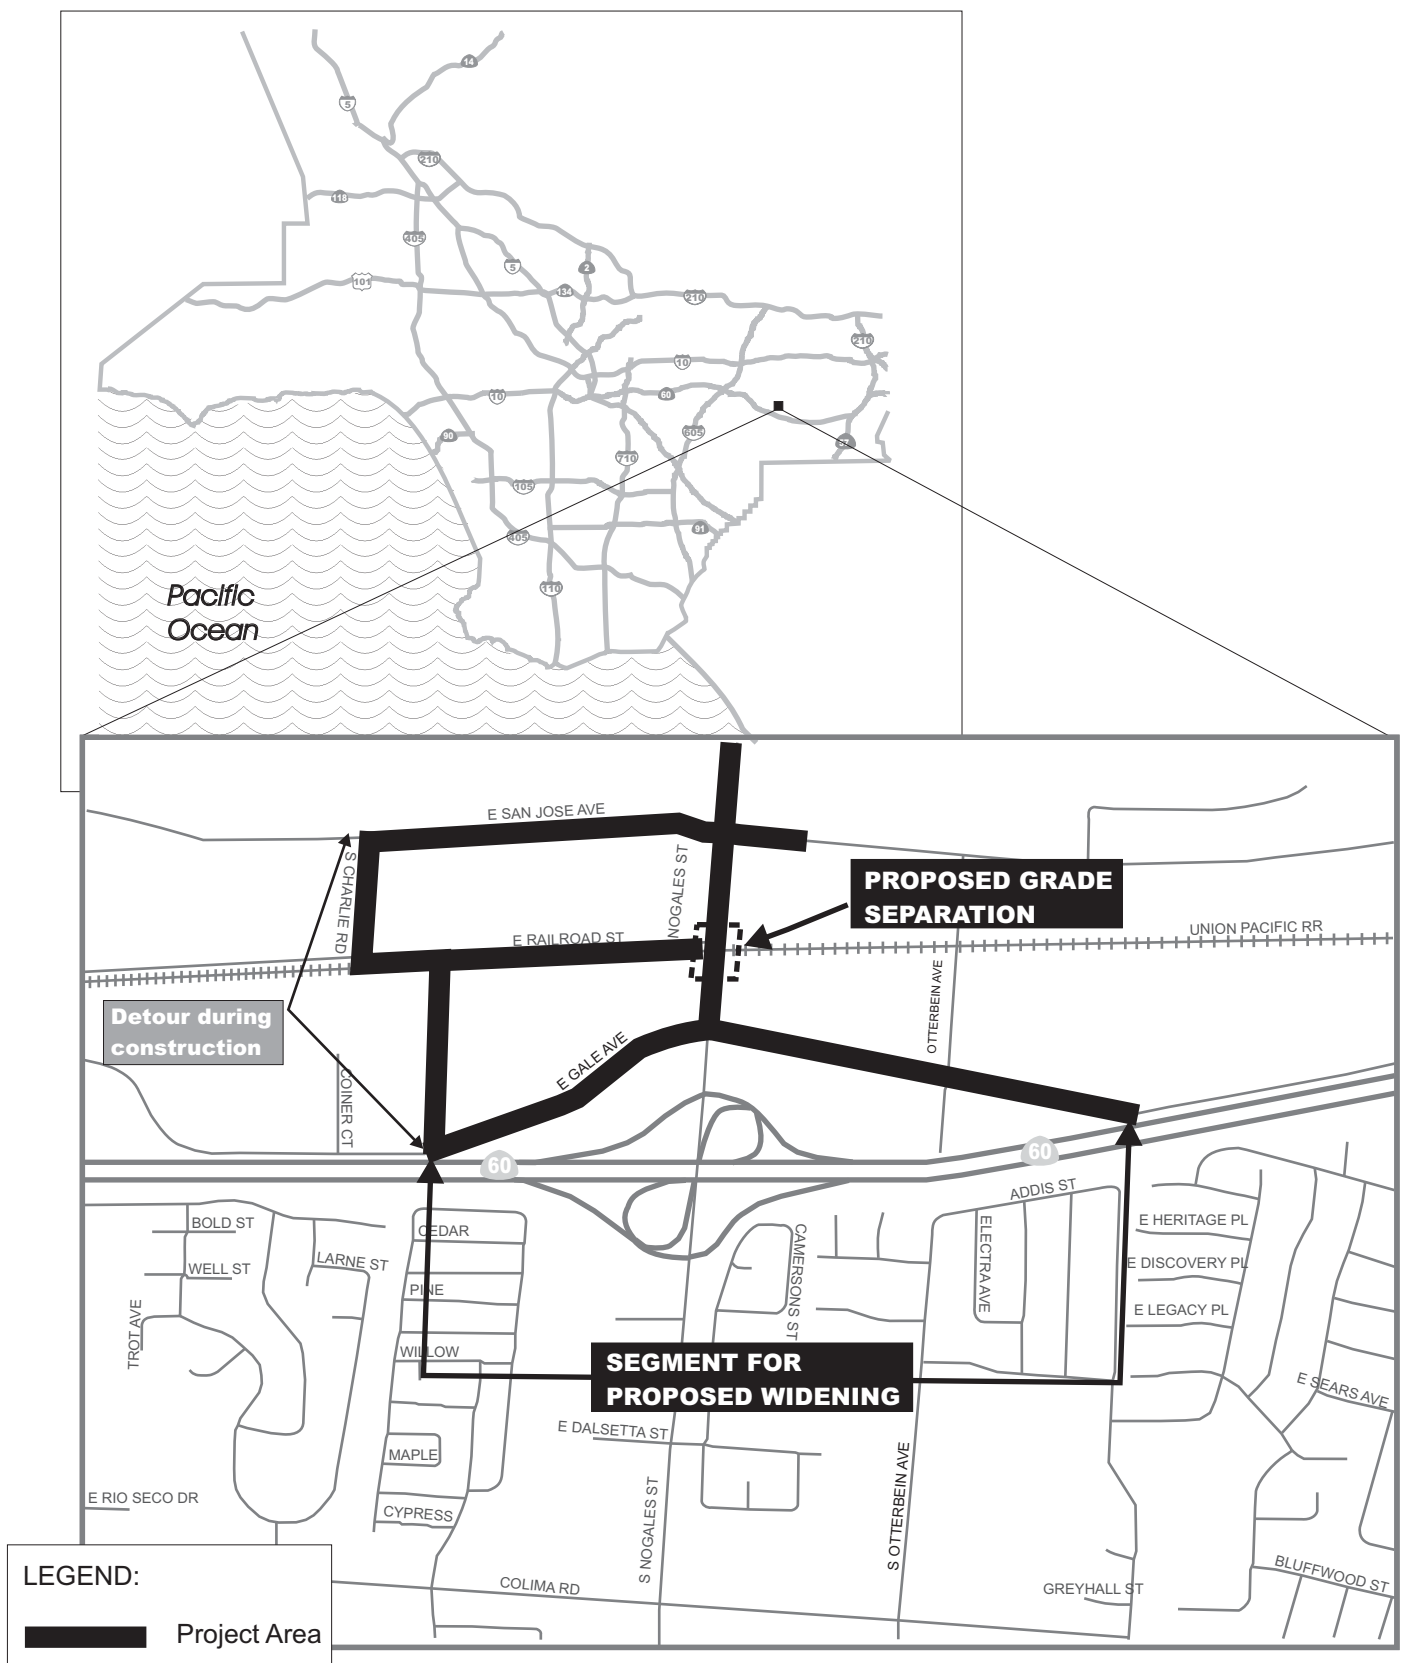 14
5
210
118
405
5
2
101
134
210
210
10
10
60
90
605
57
710
105
91
405
110
Pacific
Ocean
E SAN JOSE AVE
S CHARLIE RD
NOGALES ST
PROPOSED GRADE
SEPARATION
E RAILROAD ST
UNION PACIFIC RR
OTTERBEIN AVE
Detour during
construction
E GALE AVE
COINER CT
60
60
ADDIS ST
BOLD ST
CEDAR
ELECTRA AVE
E HERITAGE PL
WELL ST
LARNE ST
CAMERSONS ST
E DISCOVERY PL
PINE
E LEGACY PL
TROT AVE
WILLOW
SEGMENT FOR
PROPOSED WIDENING
E SEARS AVE
E DALSETTA ST
MAPLE
S OTTERBEIN AVE
E RIO SECO DR
S NOGALES ST
CYPRESS
COLIMA RD
GREYHALL ST
BLUFFWOOD ST
LEGEND:
Project Area